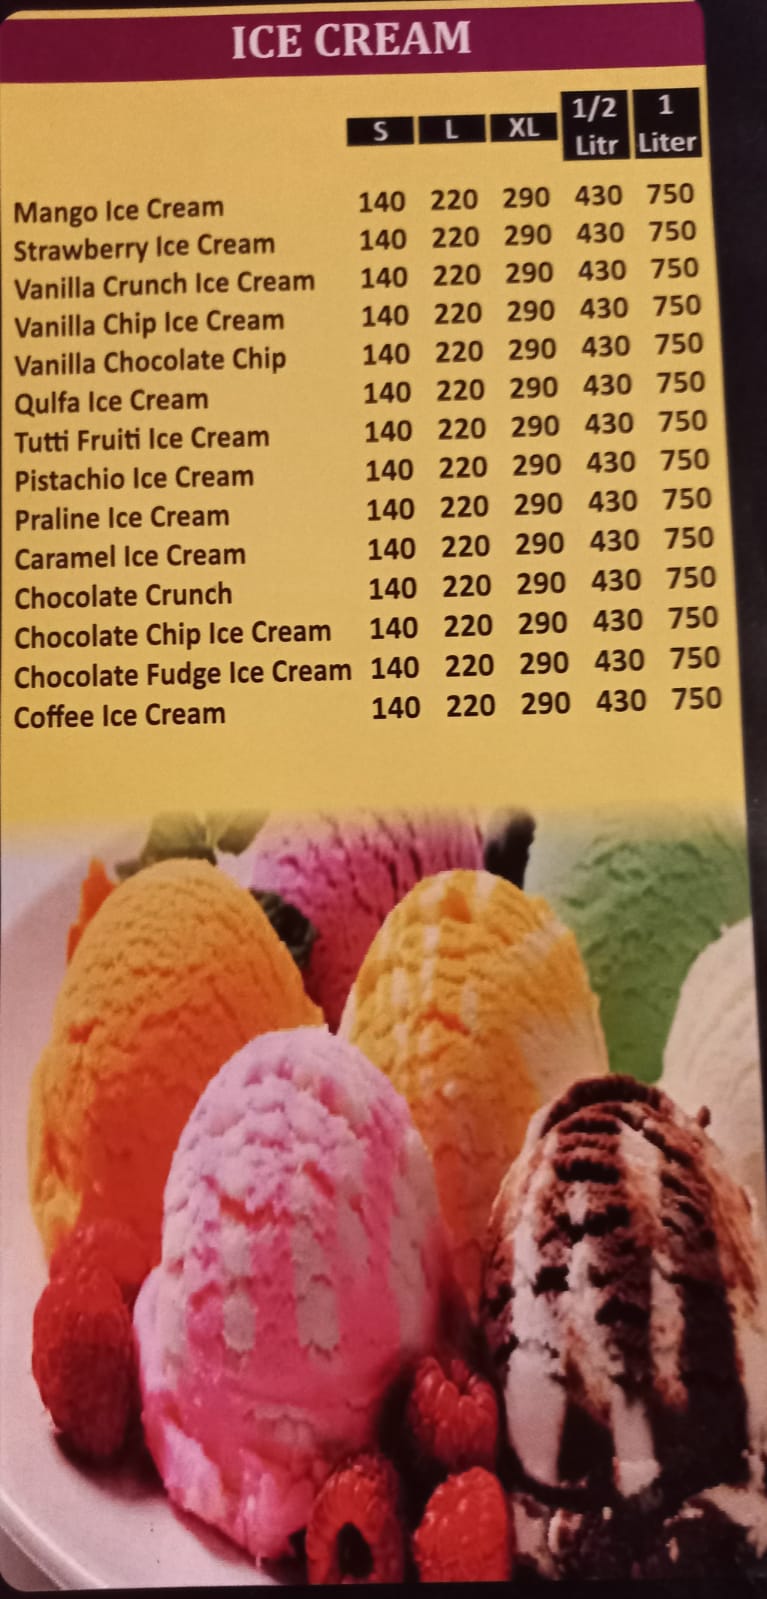 ICE CREAM
S L XL 1/2 Litr 1 Liter
Mango Ice Cream 140 220 290 430 750
Strawberry Ice Cream 140 220 290 430 750
Vanilla Crunch Ice Cream 140 220 290 430 750
Vanilla Chip Ice Cream 140 220 290 430 750
Vanilla Chocolate Chip 140 220 290 430 750
Qulfa Ice Cream 140 220 290 430 750
Tutti Fruiti Ice Cream 140 220 290 430 750
Pistachio Ice Cream 140 220 290 430 750
Praline Ice Cream 140 220 290 430 750
Caramel Ice Cream 140 220 290 430 750
Chocolate Crunch 140 220 290 430 750
Chocolate Chip Ice Cream 140 220 290 430 750
Chocolate Fudge Ice Cream 140 220 290 430 750
Coffee Ice Cream 140 220 290 430 750